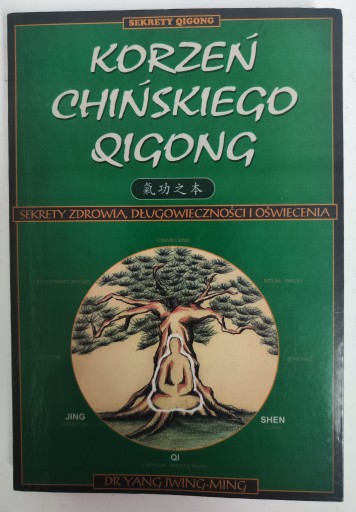 SEKRETY QIGONG
KORZEŃ
CHIŃSKIEGO
QIGONG
氣功之本
SEKRETY ZDROWIA, DŁUGOWIECZNOŚCI I OŚWIECENIA
JING
SHEN
QI
DR YANG JWING-MING